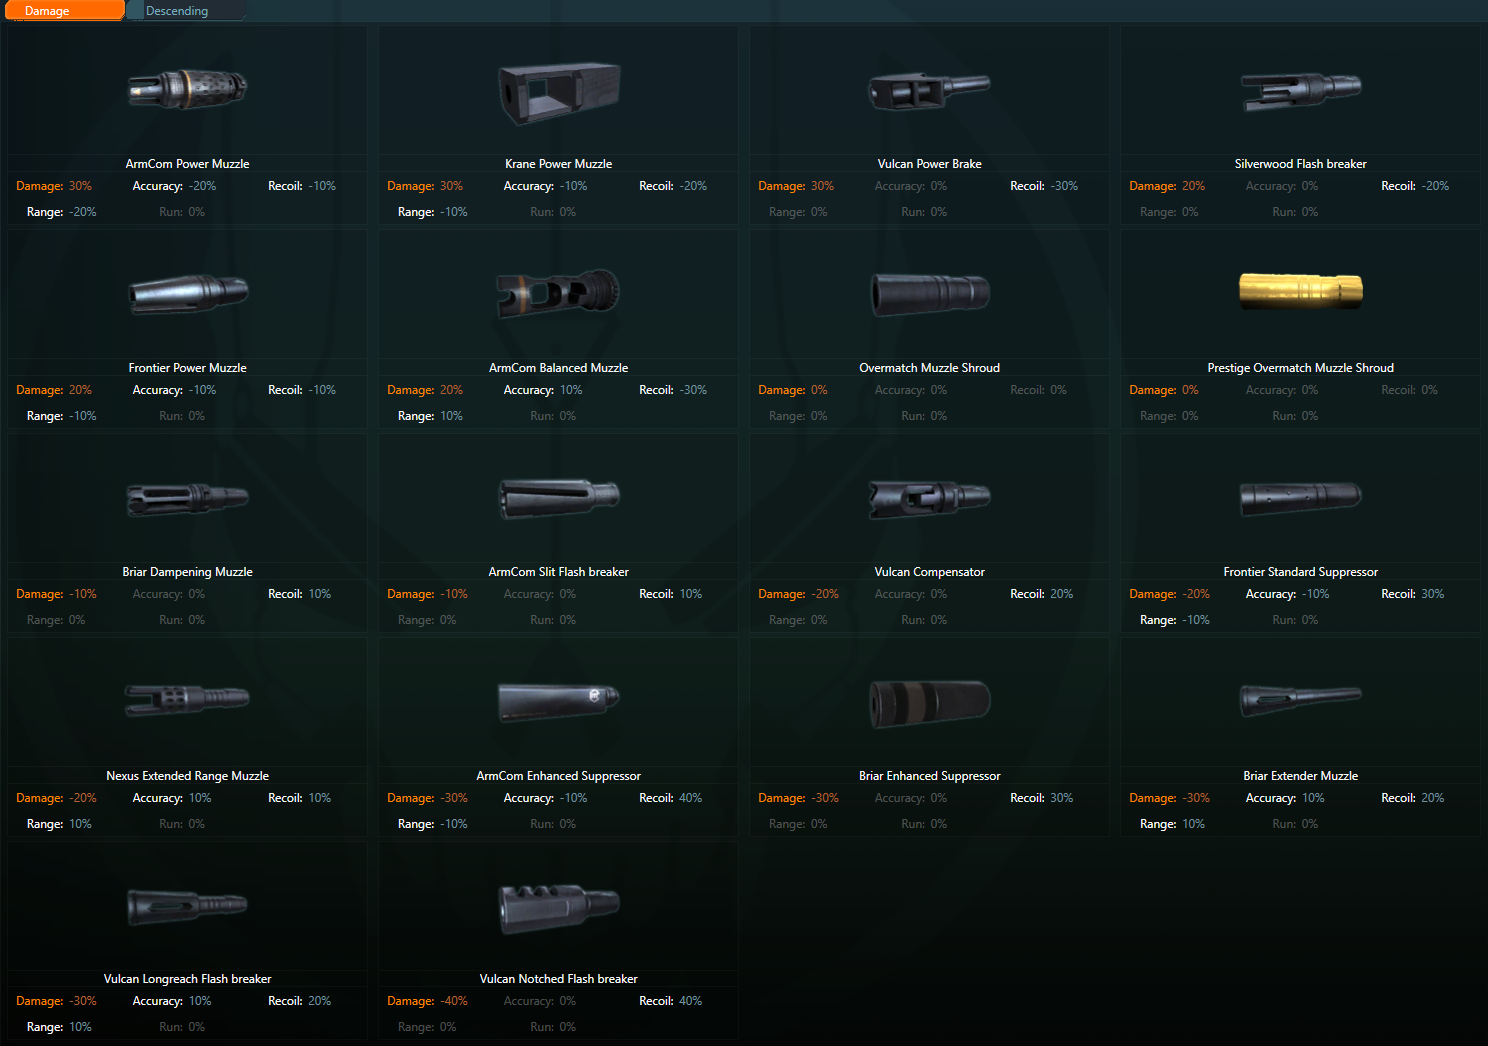 Damage Descending
ArmCom Power Muzzle Krane Power Muzzle Vulcan Power Brake Silverwood Flash breaker
Damage: 30% Accuracy: -20% Recoil: -10% Damage: 30% Accuracy: -10% Recoil: -20% Damage: 30% Accuracy: 0% Recoil: -30% Damage: 20% Accuracy: 0% Recoil: -20%
Range: -20% Run: 0% Range: -10% Run: 0% Range: 0% Run: 0% Range: 0% Run: 0%
Frontier Power Muzzle ArmCom Balanced Muzzle Overmatch Muzzle Shroud Prestige Overmatch Muzzle Shroud
Damage: 20% Accuracy: -10% Recoil: -10% Damage: 20% Accuracy: 10% Recoil: -30% Damage: 0% Accuracy: 0% Recoil: 0% Damage: 0% Accuracy: 0% Recoil: 0%
Range: -10% Run: 0% Range: 10% Run: 0% Range: 0% Run: 0% Range: 0% Run: 0%
Briar Dampening Muzzle ArmCom Slit Flash breaker Vulcan Compensator Frontier Standard Suppressor
Damage: -10% Accuracy: 0% Recoil: 10% Damage: -10% Accuracy: 0% Recoil: 10% Damage: -20% Accuracy: 0% Recoil: 20% Damage: -20% Accuracy: -10% Recoil: 30%
Range: 0% Run: 0% Range: 0% Run: 0% Range: 0% Run: 0% Range: -10% Run: 0%
Nexus Extended Range Muzzle ArmCom Enhanced Suppressor Briar Enhanced Suppressor Briar Extender Muzzle
Damage: -20% Accuracy: 10% Recoil: 10% Damage: -30% Accuracy: -10% Recoil: 40% Damage: -30% Accuracy: 0% Recoil: 30% Damage: -30% Accuracy: 10% Recoil: 20%
Range: 10% Run: 0% Range: -10% Run: 0% Range: 0% Run: 0% Range: 10% Run: 0%
Vulcan Longreach Flash breaker Vulcan Notched Flash breaker
Damage: -30% Accuracy: 10% Recoil: 20% Damage: -40% Accuracy: 0% Recoil: 40%
Range: 10% Run: 0% Range: 0% Run: 0%